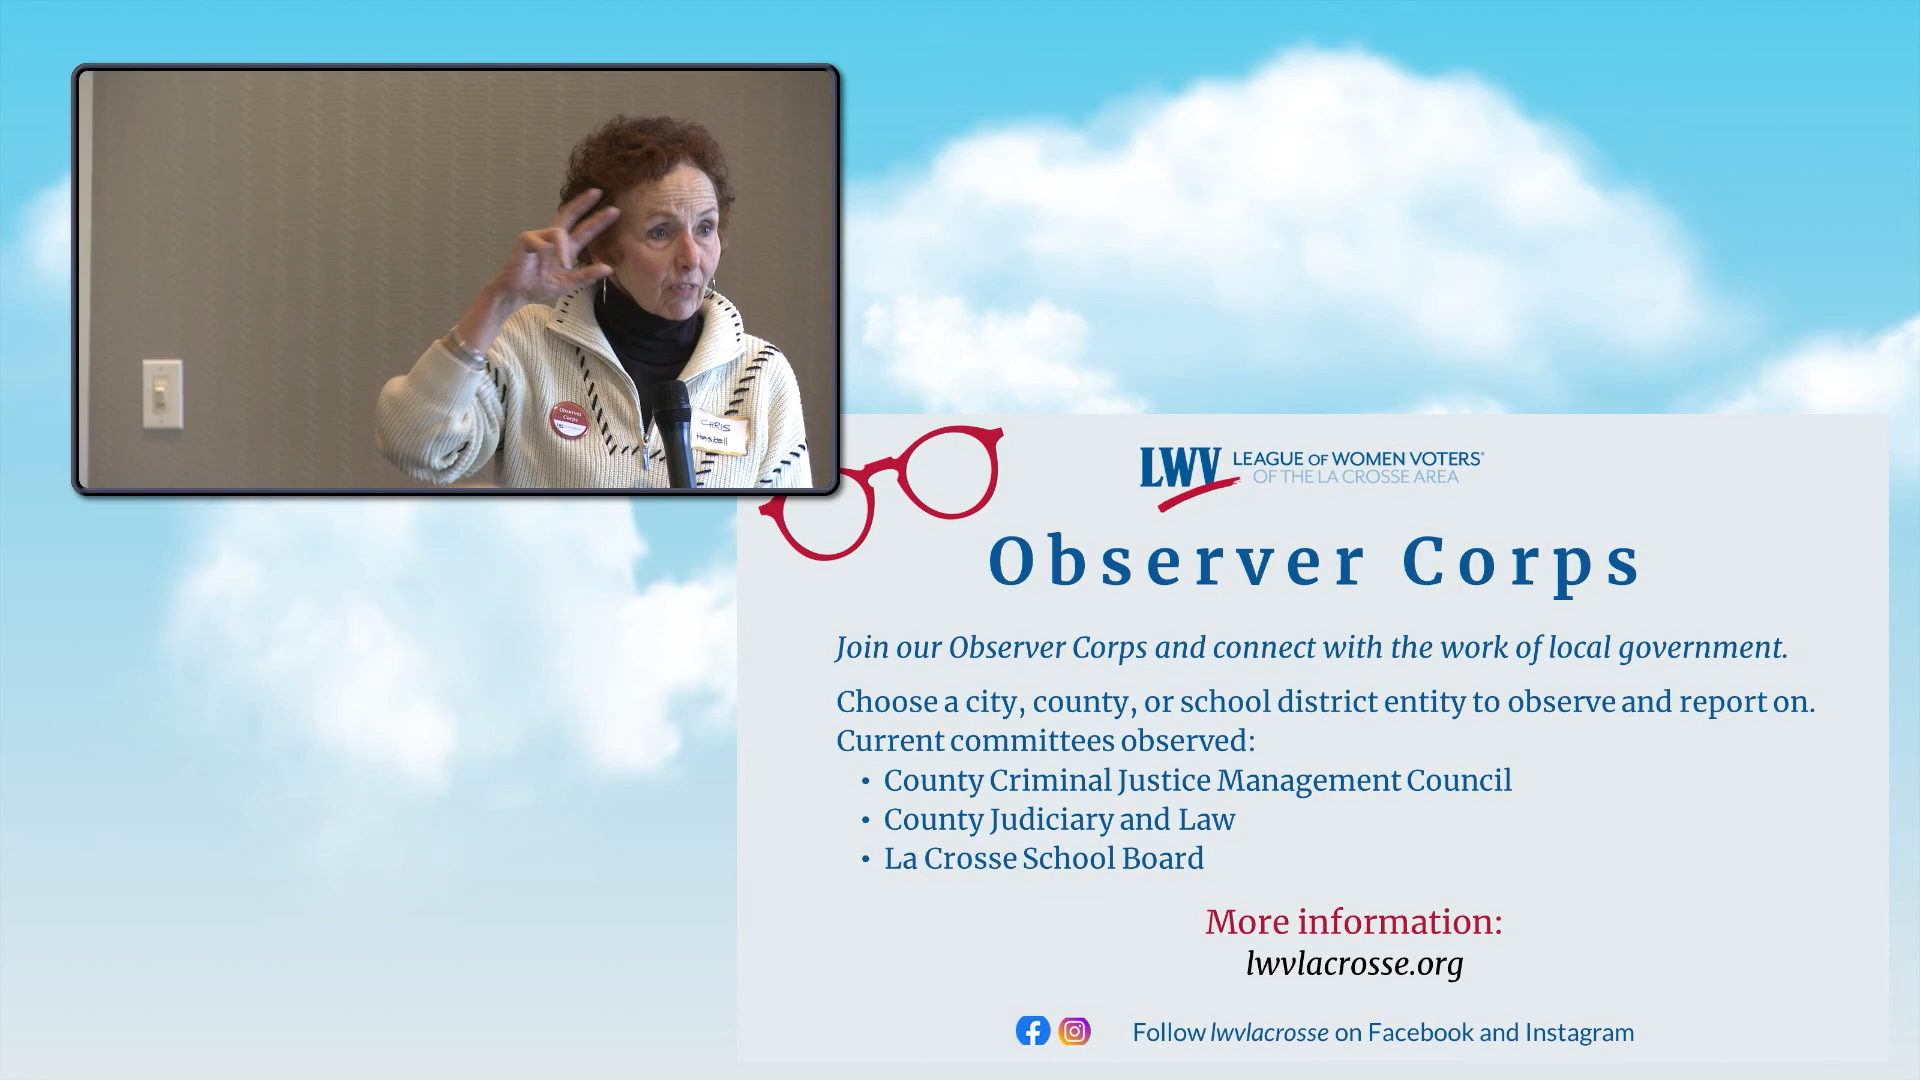 Observer
Corps
CHRIS
Haskell
LWV LEAGUE OF WOMEN VOTERS®
OF THE LA CROSSE AREA
Observer Corps
Join our Observer Corps and connect with the work of local government.
Choose a city, county, or school district entity to observe and report on.
Current committees observed:
• County Criminal Justice Management Council
• County Judiciary and Law
• La Crosse School Board
More information:
lwvlacrosse.org
Follow lwvlacrosse on Facebook and Instagram